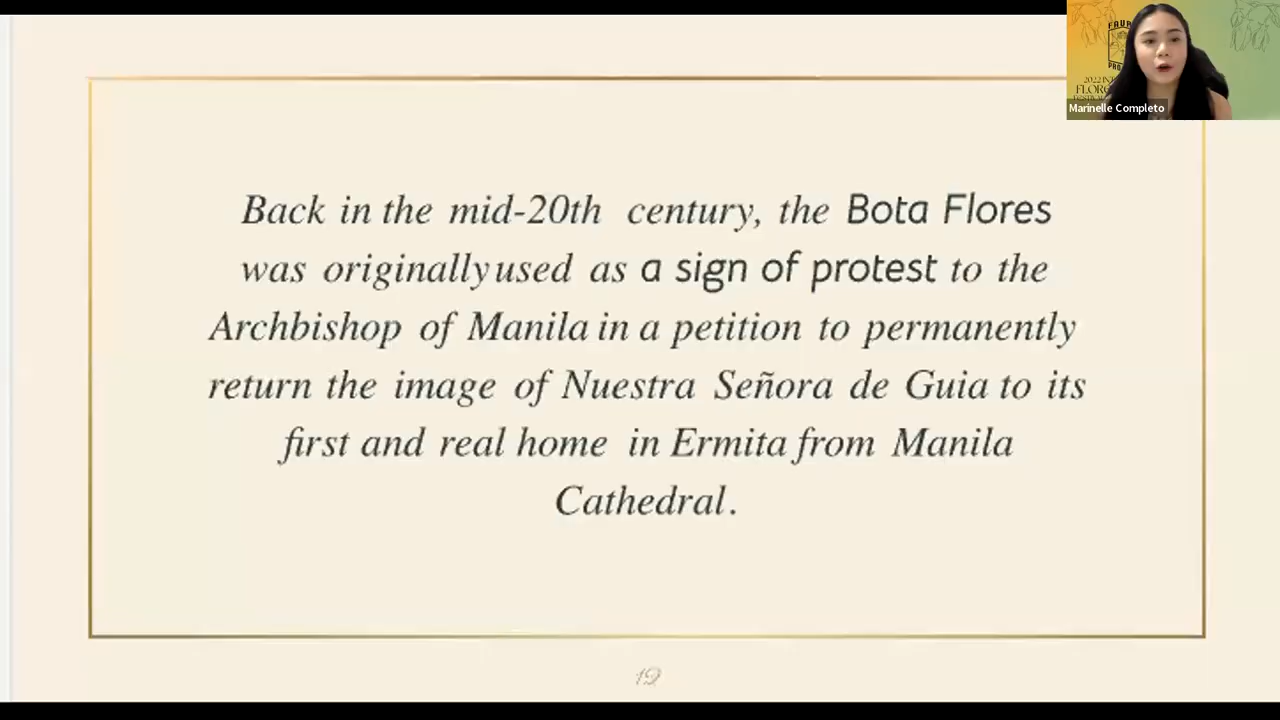 Back in the mid-20th century, the Bota Flores
was originally used as a sign of protest to the
Archbishop of Manila in a petition to permanently
return the image of Nuestra Señora de Guia to its
first and real home in Ermita from Manila
Cathedral.
12
Marinelle Completo